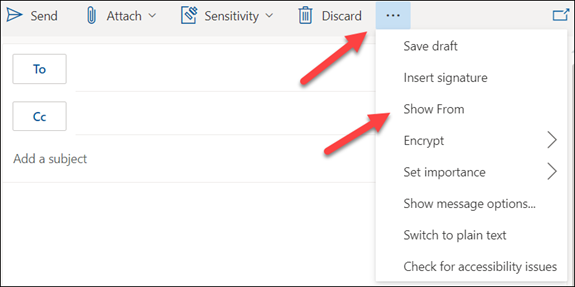 Send Attach Sensitivity Discard ...
Save draft
To
Insert signature
Show From
Cc
Encrypt
Add a subject
Set importance
Show message options...
Switch to plain text
Check for accessibility issues